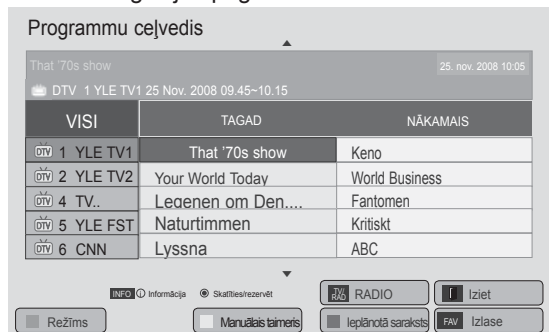 Programmu ceļvedis
That '70s show 25. nov. 2008 10:05
DTV 1 YLE TV1 25 Nov. 2008 09.45~10.15
VISI TAGAD NĀKAMAIS
DTV 1 YLE TV1 That '70s show Keno
DTV 2 YLE TV2 Your World Today World Business
DTV 4 TV.. Legenen om Den.... Fantomen
DTV 5 YLE FST Naturtimmen Kritiskt
DTV 6 CNN Lyssna ABC
INFO i Informācija Skatīties/rezervēt TV/RAD RADIO Iziet
Režīms Manuālais taimeris Ieplānotā saraksts FAV Izlase